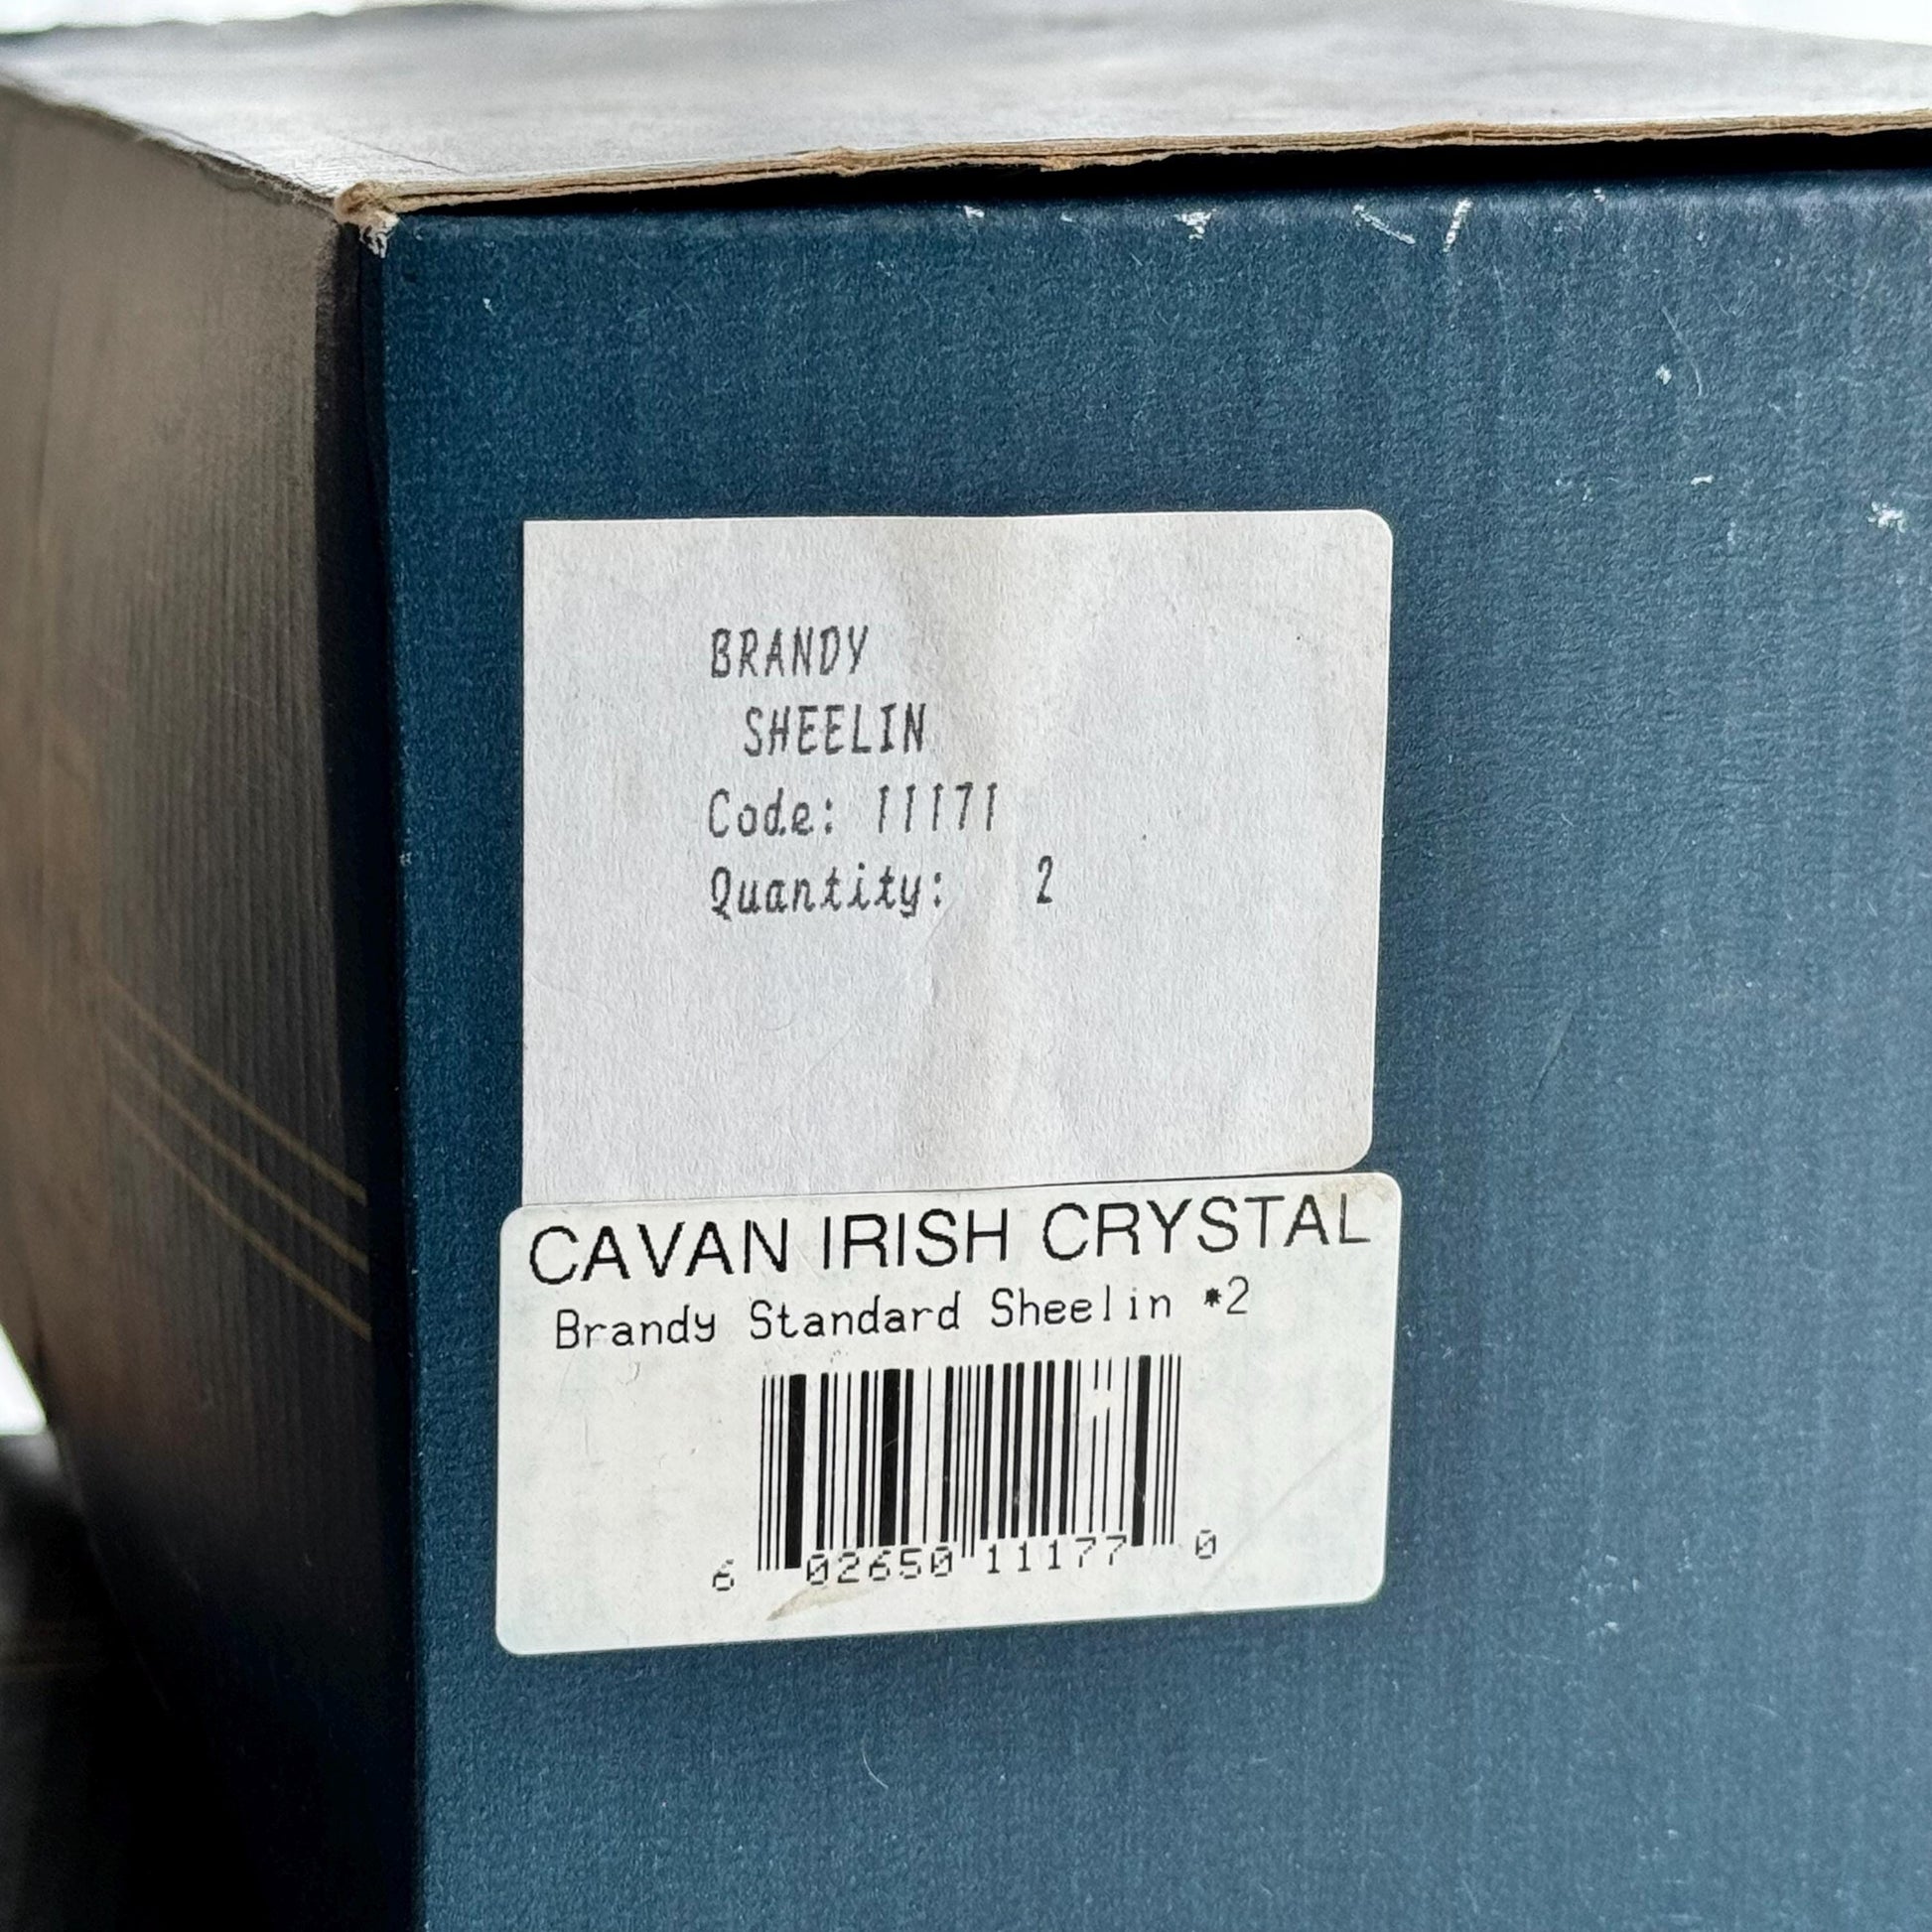 BRANDY
SHEELIN
Code: 11171
Quantity: 2
CAVAN IRISH CRYSTAL
Brandy Standard Sheelin *2
6 02650 11177 0